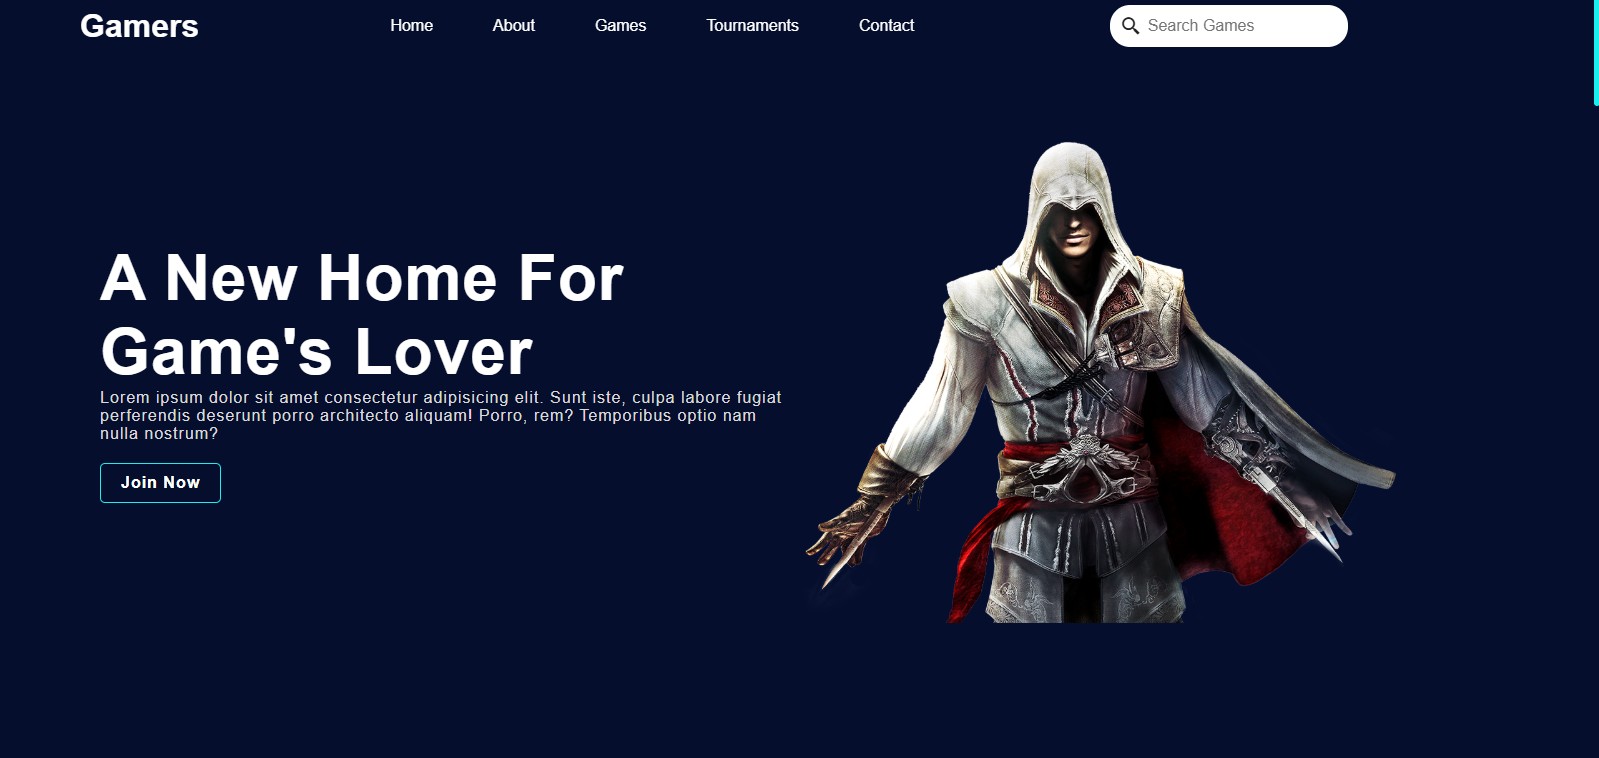 Gamers
Home
About
Games
Tournaments
Contact
Search Games
A New Home For
Game's Lover
Lorem ipsum dolor sit amet consectetur adipisicing elit. Sunt iste, culpa labore fugiat
perferendis deserunt porro architecto aliquam! Porro, rem? Temporibus optio nam
nulla nostrum?
Join Now